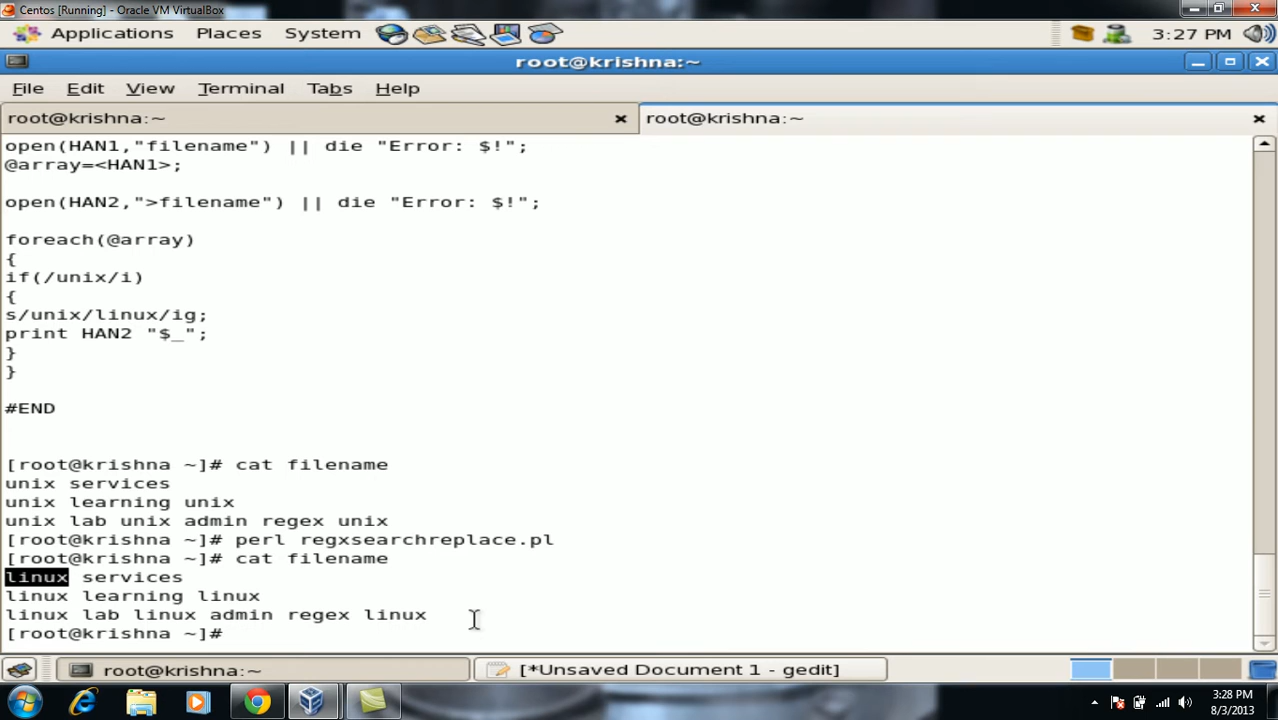 Centos [Running] - Oracle VM VirtualBox
Applications Places System 3:27 PM
root@krishna:~
File Edit View Terminal Tabs Help
root@krishna:~ root@krishna:~
open(HAN1,"filename") || die "Error: $!";
@array=<HAN1>;
open(HAN2,">filename") || die "Error: $!";
foreach(@array)
{
if(/unix/i)
{
s/unix/linux/ig;
print HAN2 "$_";
}
}
#END
[root@krishna ~]# cat filename
unix services
unix learning unix
unix lab unix admin regex unix
[root@krishna ~]# perl regxsearchreplace.pl
[root@krishna ~]# cat filename
linux services
linux learning linux
linux lab linux admin regex linux
[root@krishna ~]#
root@krishna:~ [*Unsaved Document 1 - gedit]
3:28 PM
8/3/2013